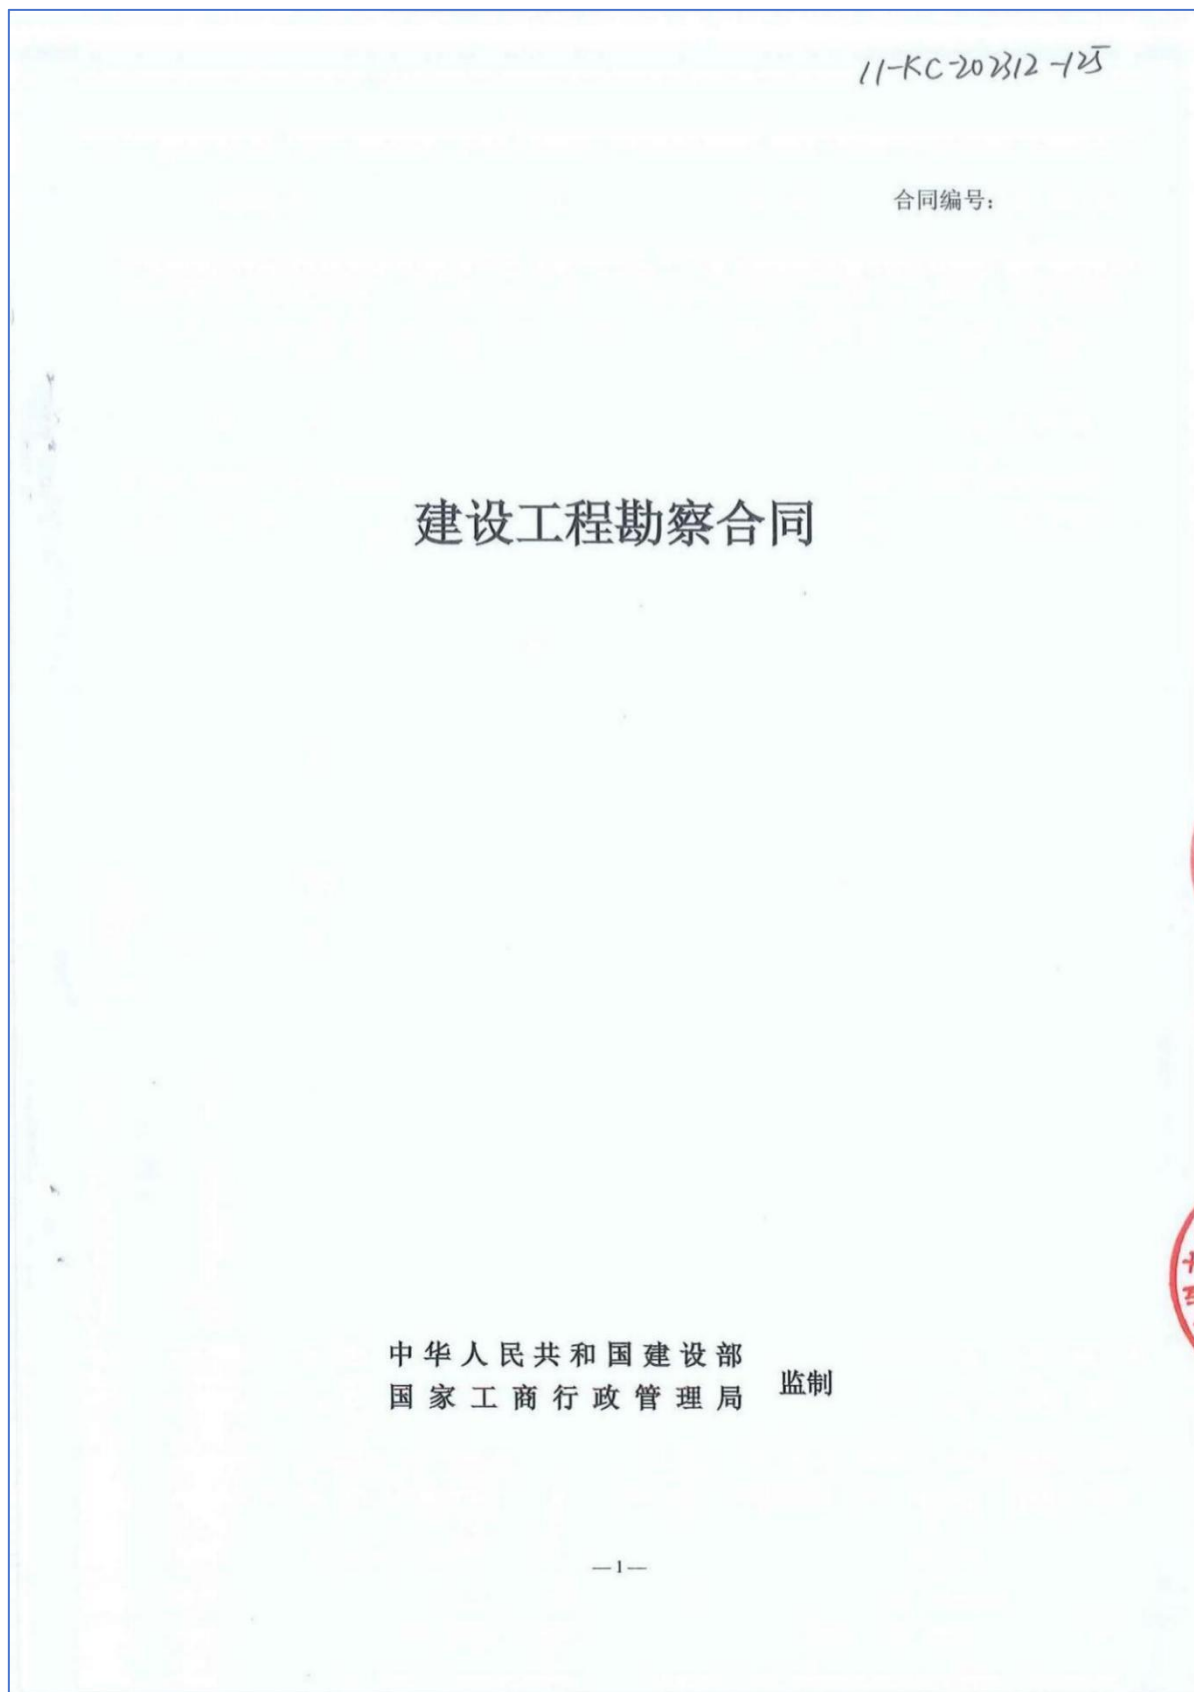 11-KC-202312-125
合同编号：
建设工程勘察合同
中华人民共和国建设部
国家工商行政管理局
监制
—1—